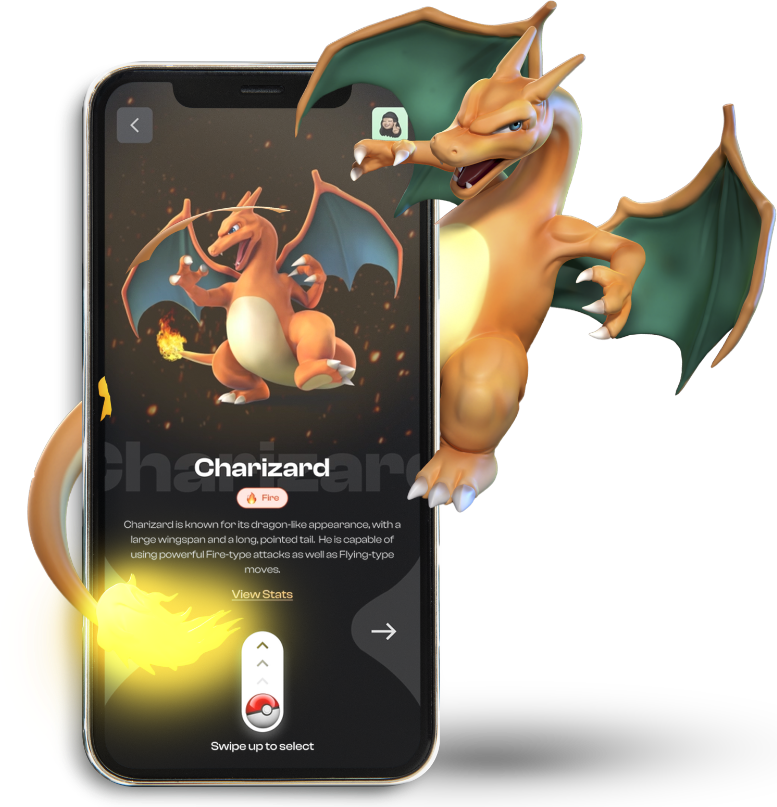 Charizard
Charizard
Fire
Charizard is known for its dragon-like appearance, with a
large wingspan and a long, pointed tail. He is capable of
using powerful Fire-type attacks as well as Flying-type
moves.
View Stats
Swipe up to select